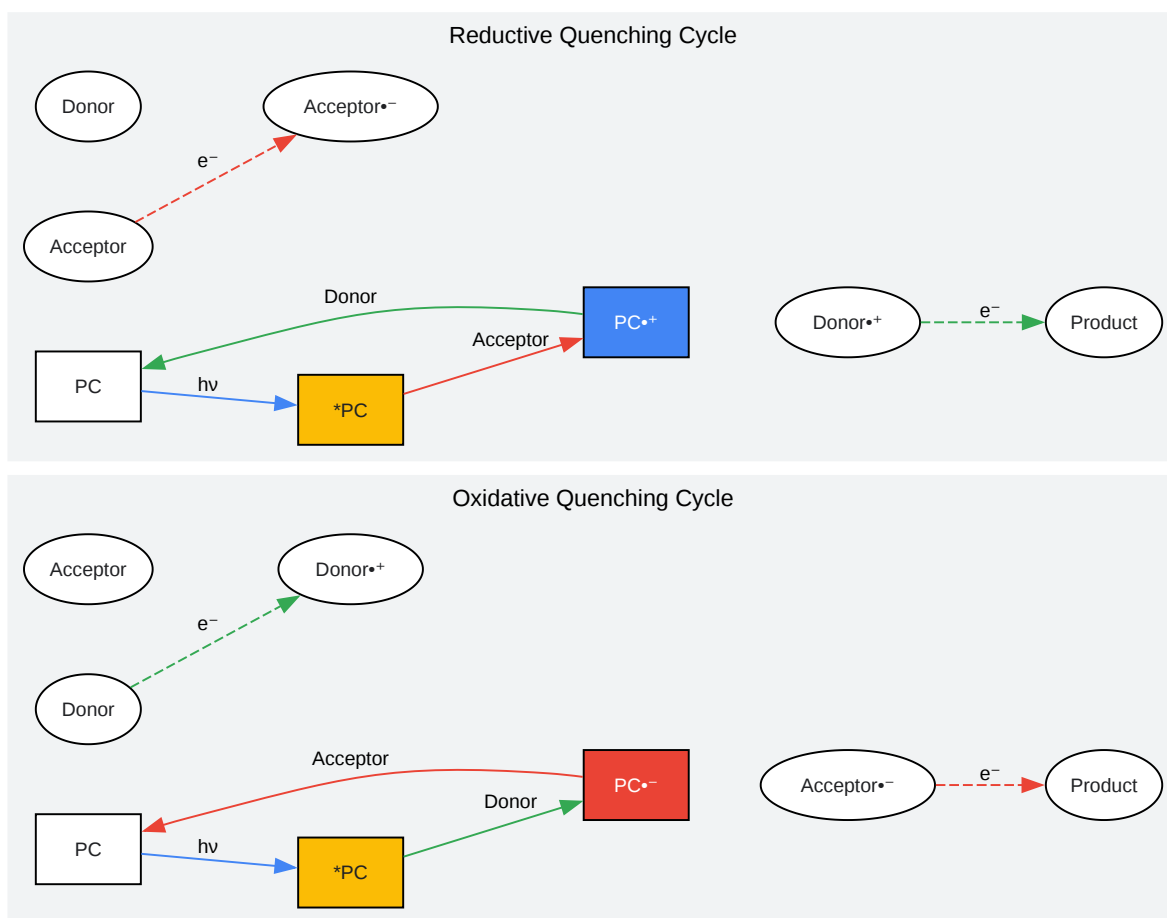 Reductive Quenching Cycle
Donor
Acceptor•⁻
e⁻
Acceptor
Donor
PC•⁺
Acceptor
Donor•⁺
e⁻
Product
PC
hν
*PC
Oxidative Quenching Cycle
Acceptor
Donor•⁺
e⁻
Donor
Acceptor
PC•⁻
Donor
Acceptor•⁻
e⁻
Product
PC
hν
*PC